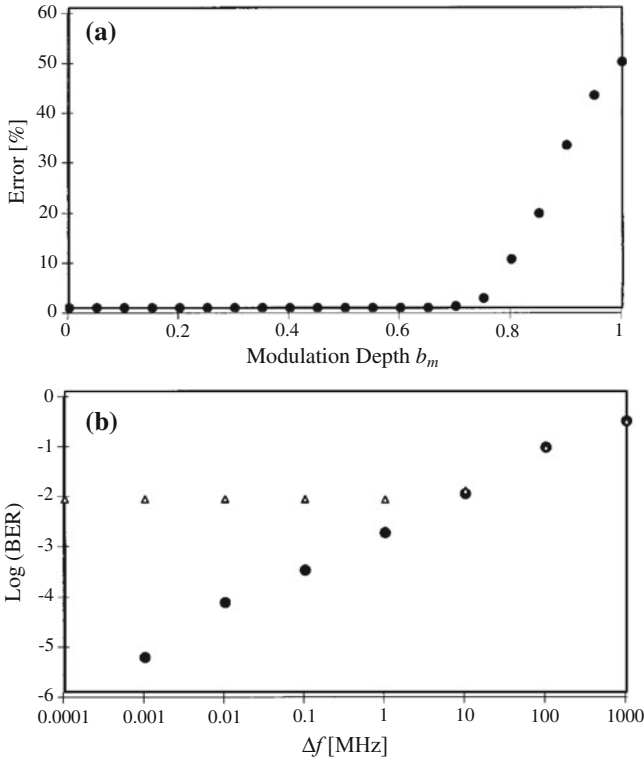 (a)
Error [%]
60
50
40
30
20
10
0
0 0.2 0.4 0.6 0.8 1
Modulation Depth b_m
(b)
Log (BER)
0
-1
-2
-3
-4
-5
-6
0.0001 0.001 0.01 0.1 1 10 100 1000
Δf [MHz]